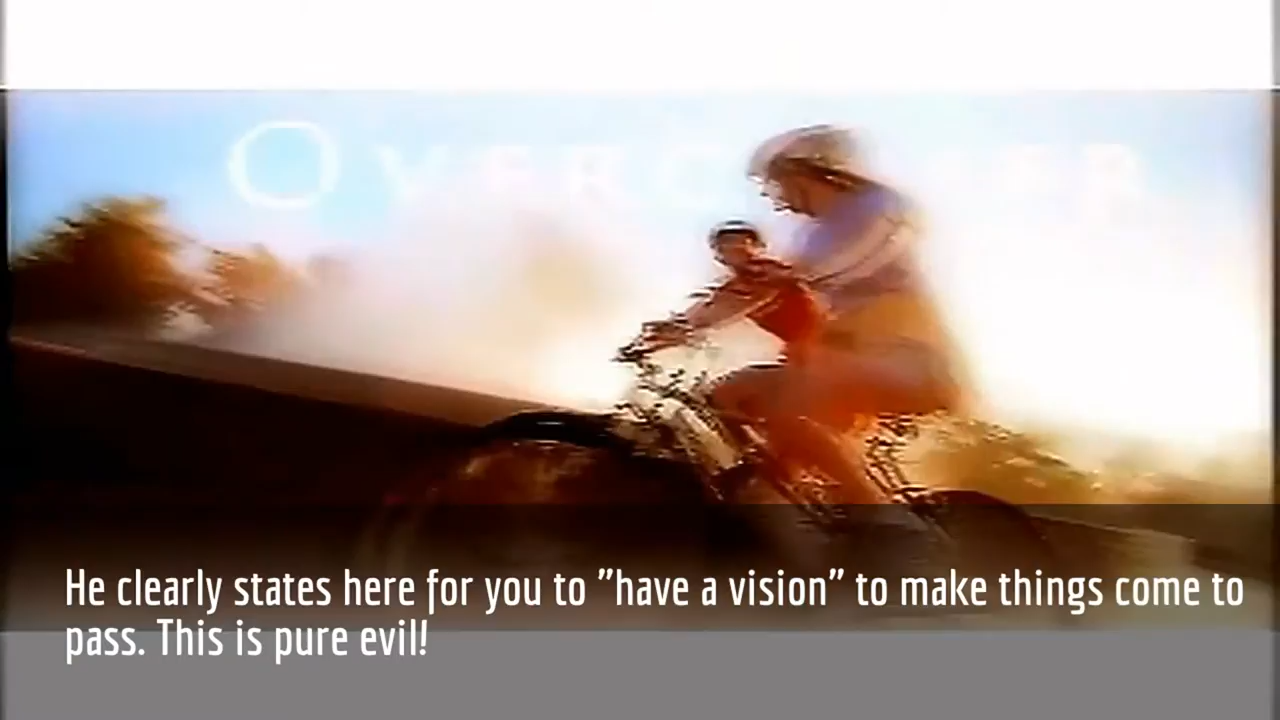 He clearly states here for you to ”have a vision” to make things come to
pass. This is pure evil!